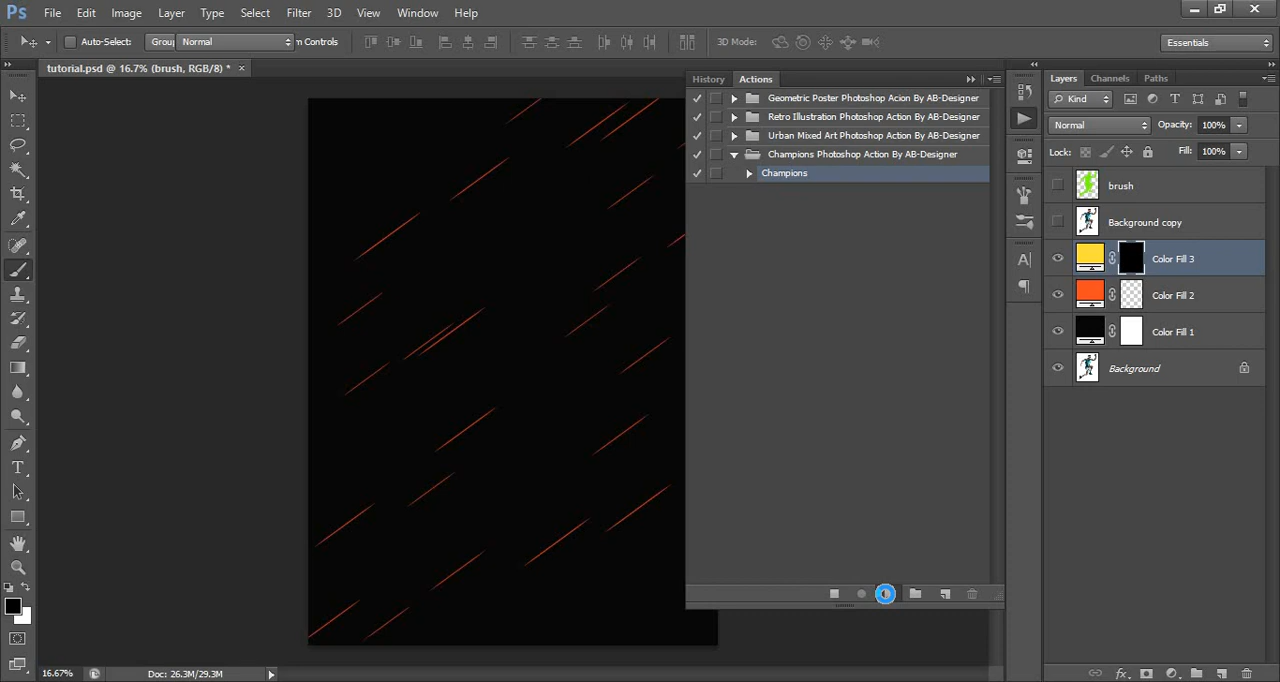 Ps File Edit Image Layer Type Select Filter 3D View Window Help
Auto-Select: Group Normal m Controls 3D Mode: Essentials
tutorial.psd @ 16.7% (brush, RGB/8) * ×
History Actions
Geometric Poster Photoshop Acion By AB-Designer
Retro Illustration Photoshop Action By AB-Designer
Urban Mixed Art Photoshop Action By AB-Designer
Champions Photoshop Action By AB-Designer
Champions
Layers Channels Paths
Kind
Normal Opacity: 100%
Lock: Fill: 100%
brush
Background copy
Color Fill 3
Color Fill 2
Color Fill 1
Background
16.67% Doc: 26.3M/29.3M